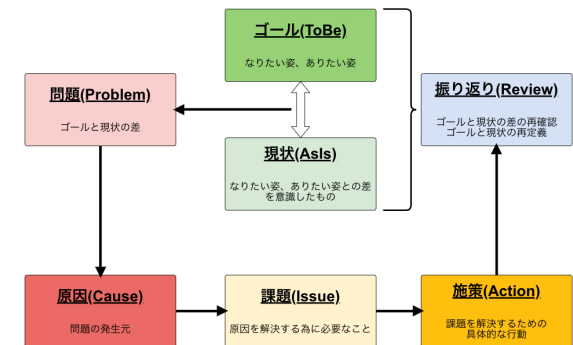 ゴール(ToBe)
なりたい姿、ありたい姿
問題(Problem)
ゴールと現状の差
振り返り(Review)
ゴールと現状の差の再確認
ゴールと現状の再定義
現状(AsIs)
なりたい姿、ありたい姿との差
を意識したもの
原因(Cause)
問題の発生元
課題(Issue)
原因を解決する為に必要なこと
施策(Action)
課題を解決するための
具体的な行動